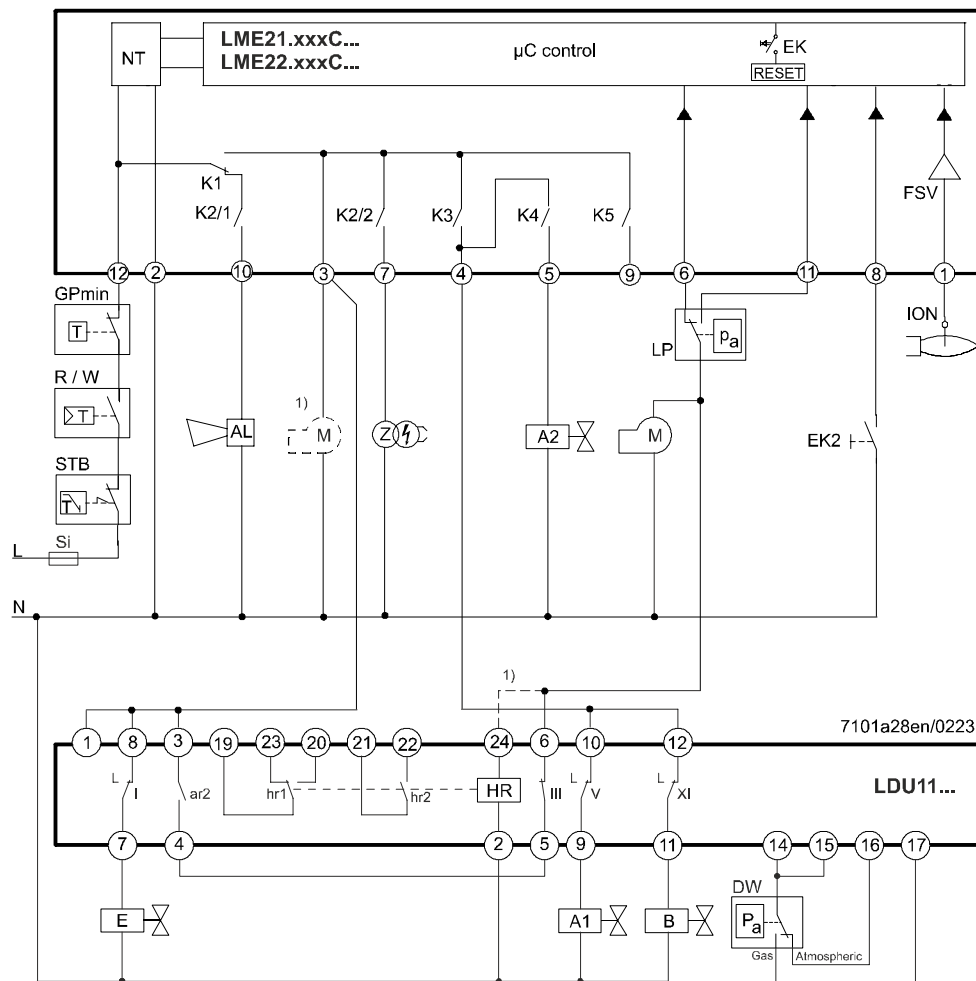 LME21.xxxC...
LME22.xxxC...
NT
µC control
EK
RESET
FSV
K1
K2/1
K2/2
K3
K4
K5
12 2 10 3 7 4 5 9 6 11 8 1
GPmin
T
ION
LP
pa
R / W
T
1)
AL
M
Z
A2
M
EK2
STB
T
Si
L
N
1)
7101a28en/0223
1 8 3 19 23 20 21 22 24 6 10 12
LDU11...
L
I
ar2
hr1
hr2
HR
III
L
V
L
XI
7 4 2 5 9 11 14 15 16 17
DW
E
A1
B
Pa
Gas
Atmospheric